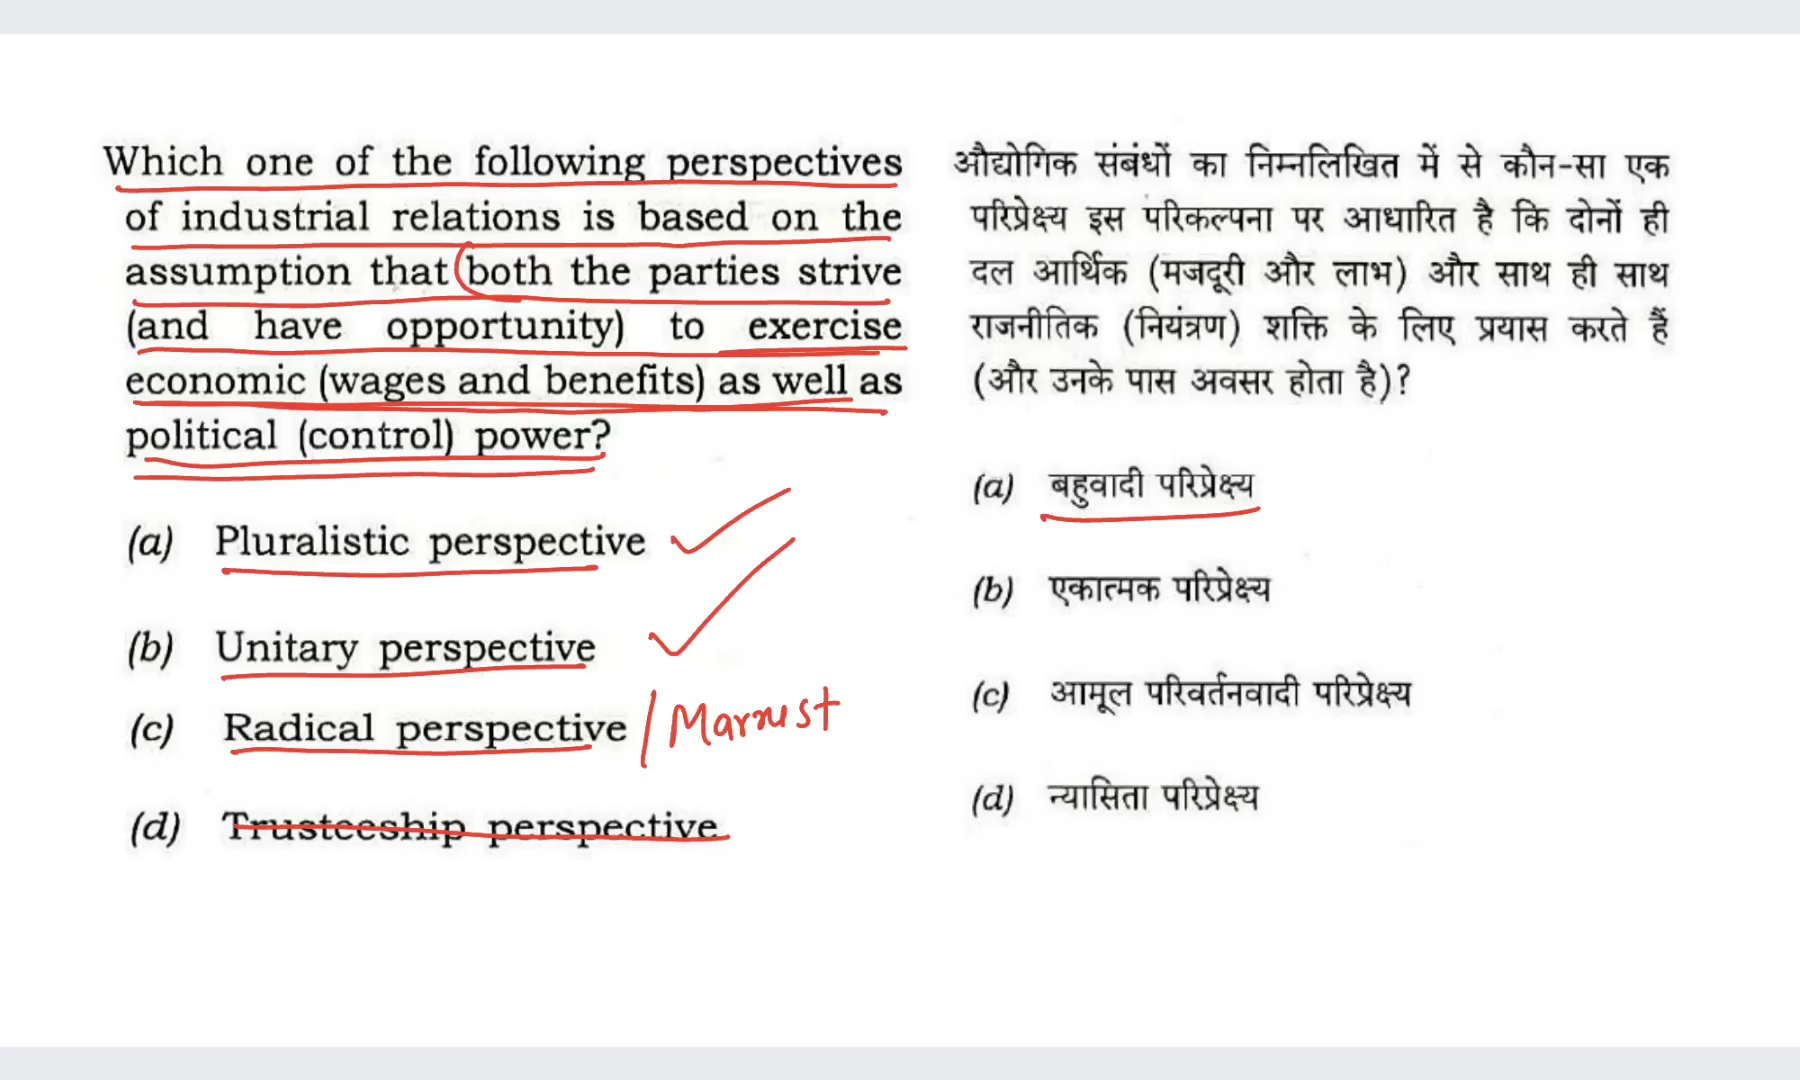 Which one of the following perspectives
of industrial relations is based on the
assumption that both the parties strive
(and have opportunity) to exercise
economic (wages and benefits) as well as
political (control) power?
(a) Pluralistic perspective
(b) Unitary perspective
(c) Radical perspective / Marxist
(d) Trusteeship perspective
औद्योगिक संबंधों का निम्नलिखित में से कौन-सा एक
परिप्रेक्ष्य इस परिकल्पना पर आधारित है कि दोनों ही
दल आर्थिक (मजदूरी और लाभ) और साथ ही साथ
राजनीतिक (नियंत्रण) शक्ति के लिए प्रयास करते हैं
(और उनके पास अवसर होता है)?
(a) बहुवादी परिप्रेक्ष्य
(b) एकात्मक परिप्रेक्ष्य
(c) आमूल परिवर्तनवादी परिप्रेक्ष्य
(d) न्यासिता परिप्रेक्ष्य